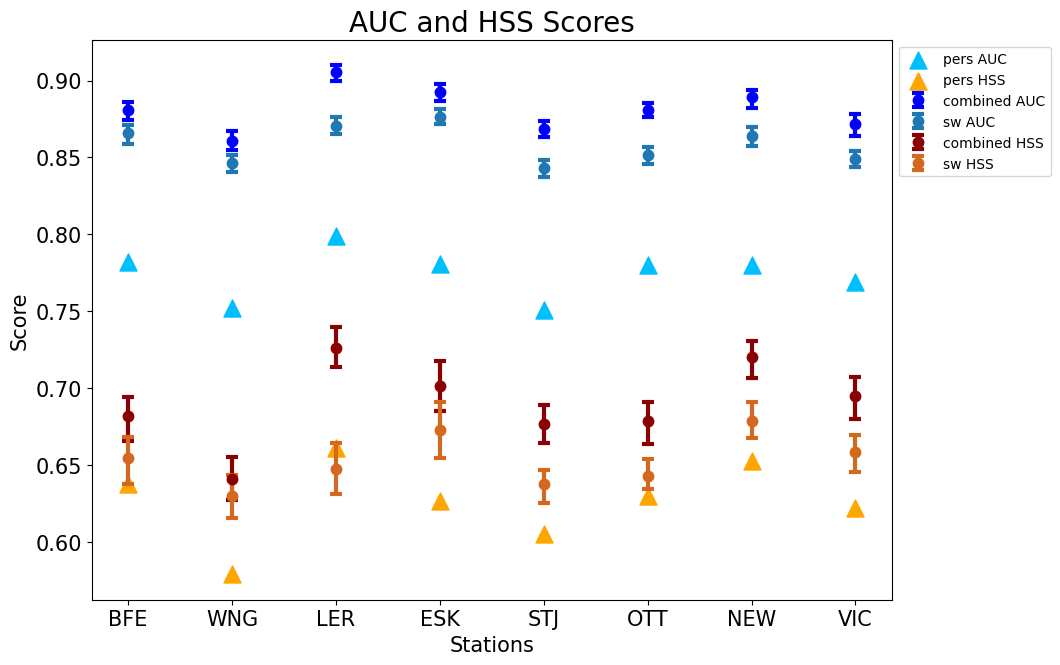 AUC and HSS Scores
pers AUC
pers HSS
combined AUC
sw AUC
combined HSS
sw HSS
Score
0.90
0.85
0.80
0.75
0.70
0.65
0.60
BFE WNG LER ESK STJ OTT NEW VIC
Stations